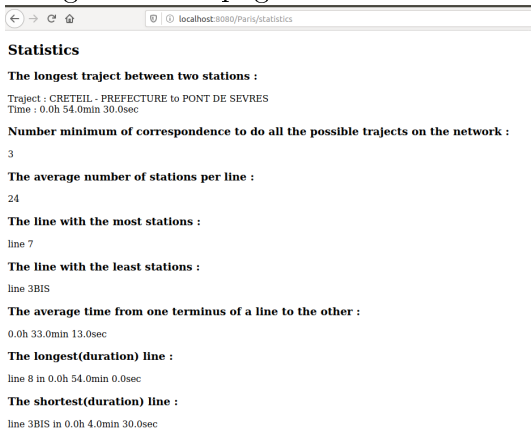 localhost:8080/Paris/statistics
Statistics
The longest traject between two stations :
Traject : CRETEIL - PREFECTURE to PONT DE SEVRES
Time : 0.0h 54.0min 30.0sec
Number minimum of correspondence to do all the possible trajects on the network :
3
The average number of stations per line :
24
The line with the most stations :
line 7
The line with the least stations :
line 3BIS
The average time from one terminus of a line to the other :
0.0h 33.0min 13.0sec
The longest(duration) line :
line 8 in 0.0h 54.0min 0.0sec
The shortest(duration) line :
line 3BIS in 0.0h 4.0min 30.0sec